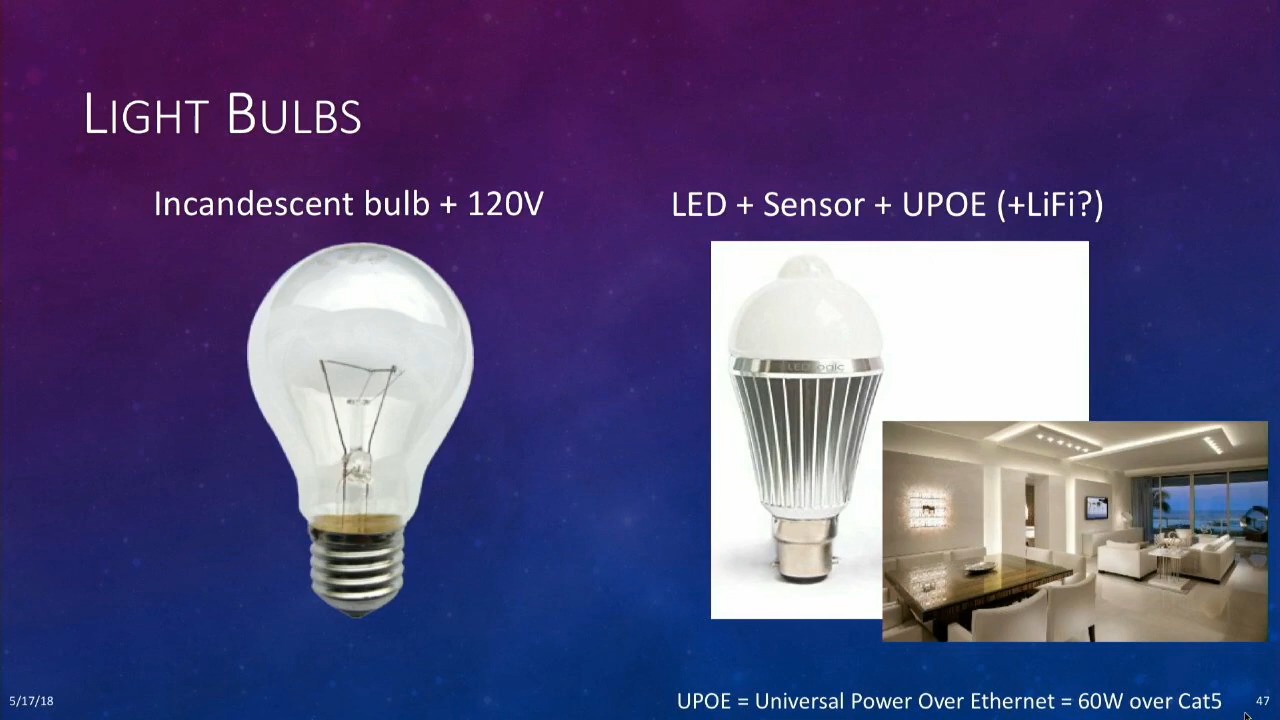 LIGHT BULBS
Incandescent bulb + 120V
LED + Sensor + UPOE (+LiFi?)
UPOE = Universal Power Over Ethernet = 60W over Cat5
5/17/18
47